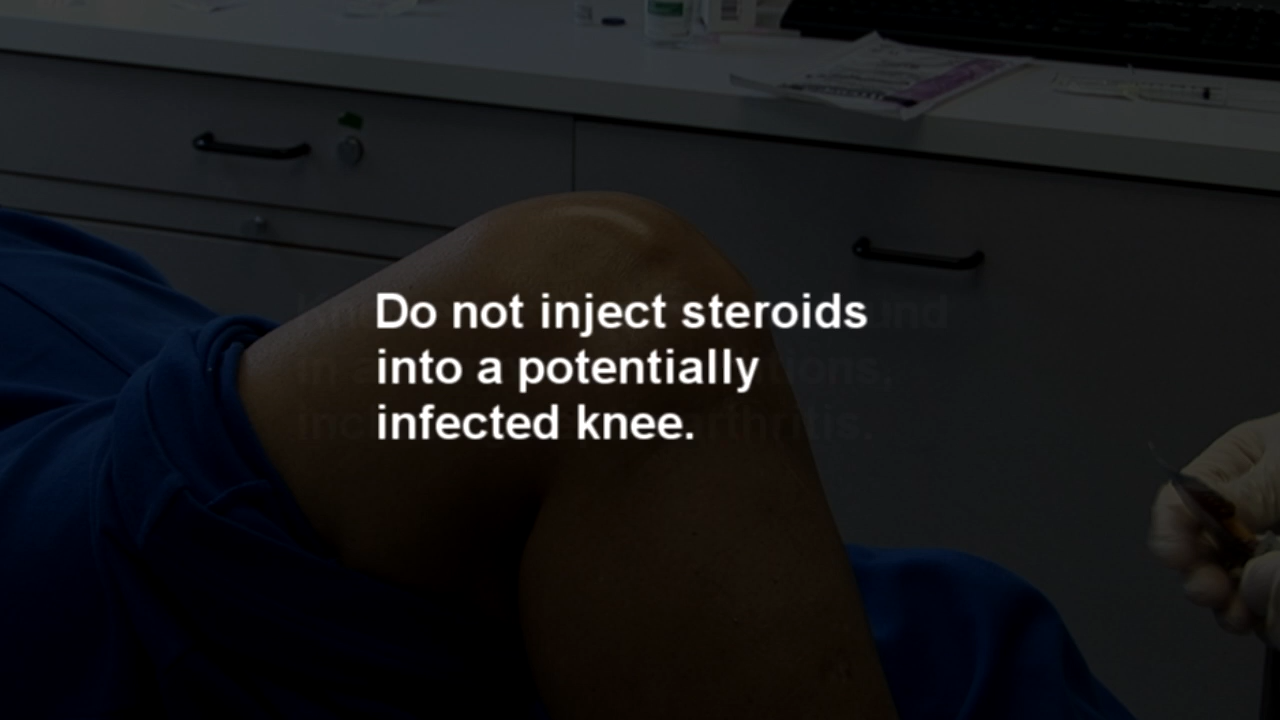 Do not inject steroids
into a potentially
infected knee.